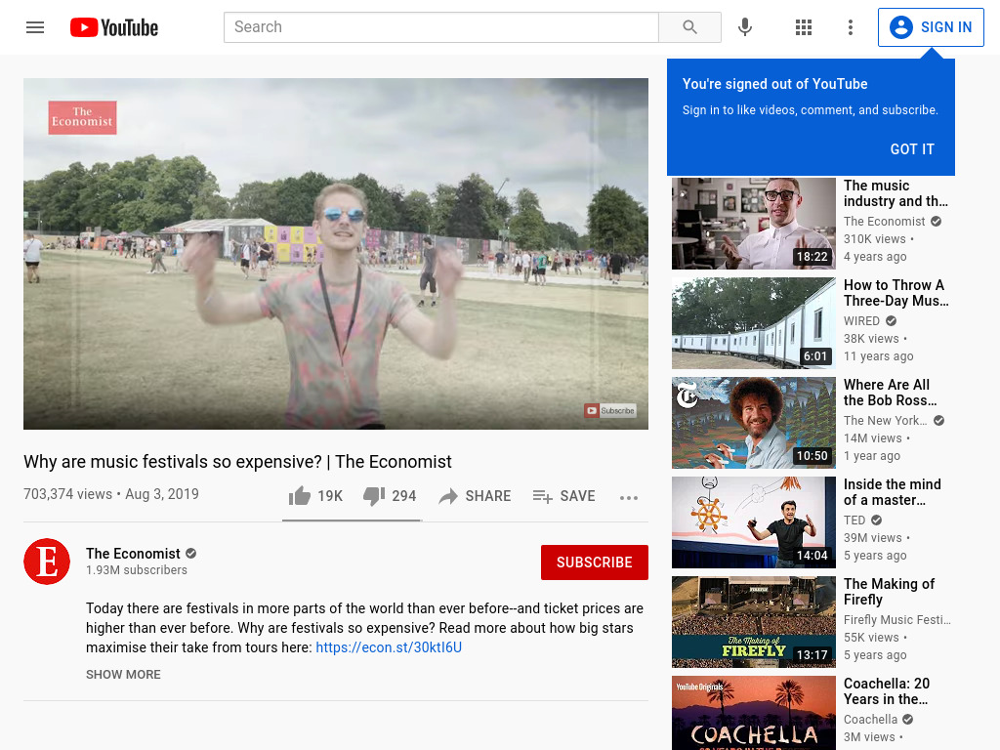 YouTube
Search
SIGN IN
You're signed out of YouTube
Sign in to like videos, comment, and subscribe.
GOT IT
The
Economist
Subscribe
Why are music festivals so expensive? | The Economist
703,374 views • Aug 3, 2019
19K
294
SHARE
SAVE
E
The Economist
1.93M subscribers
SUBSCRIBE
Today there are festivals in more parts of the world than ever before--and ticket prices are
higher than ever before. Why are festivals so expensive? Read more about how big stars
maximise their take from tours here: https://econ.st/30ktI6U
SHOW MORE
18:22
The music
industry and th…
The Economist
310K views •
4 years ago
6:01
How to Throw A
Three-Day Mus…
WIRED
38K views •
11 years ago
T
10:50
Where Are All
the Bob Ross…
The New York…
14M views •
1 year ago
14:04
Inside the mind
of a master…
TED
39M views •
5 years ago
The Making of
FIREFLY
13:17
The Making of
Firefly
Firefly Music Festi…
55K views •
5 years ago
YouTube Originals
COACHELLA
Coachella: 20
Years in the…
Coachella
3M views •